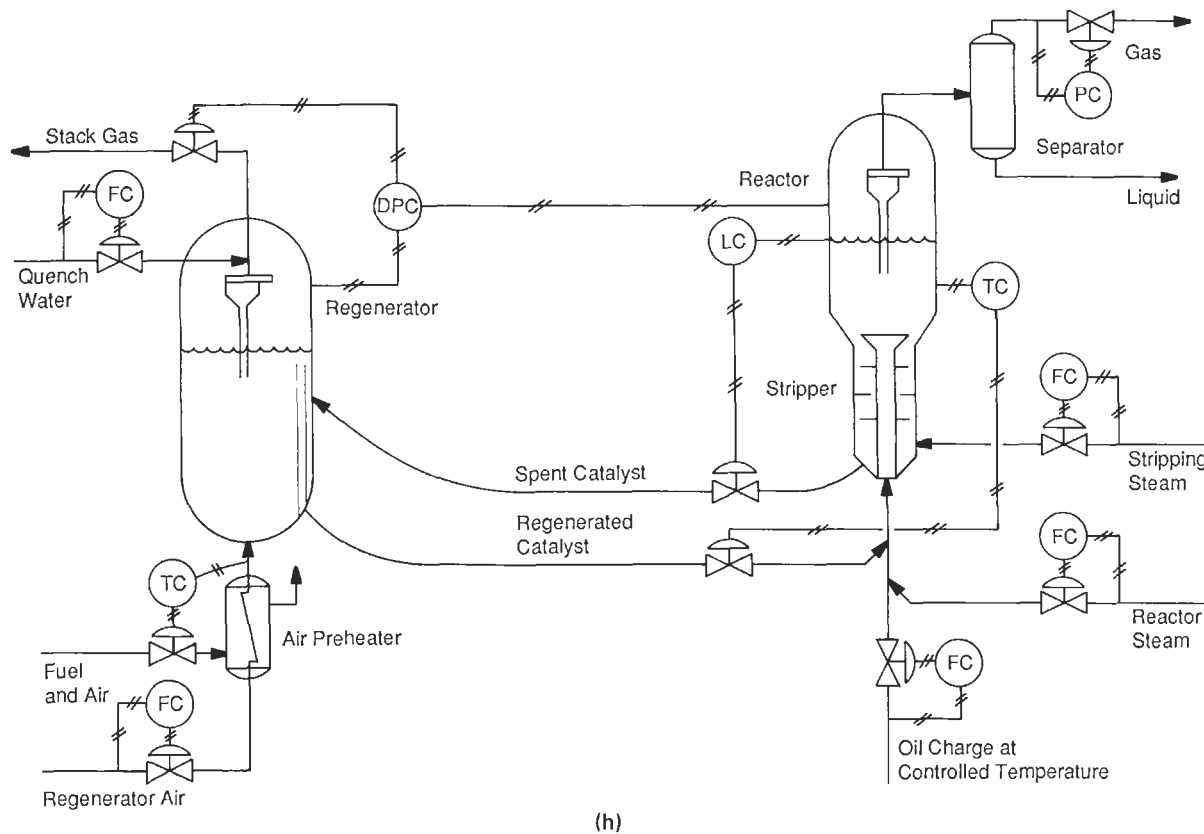 Gas
PC
Separator
Liquid
Stack Gas
FC
DPC
Reactor
LC
Quench
Water
Regenerator
TC
Stripper
FC
Stripping
Steam
Spent Catalyst
Regenerated
Catalyst
FC
Reactor
Steam
TC
Air Preheater
Fuel
and Air
FC
FC
Regenerator Air
Oil Charge at
Controlled Temperature
(h)